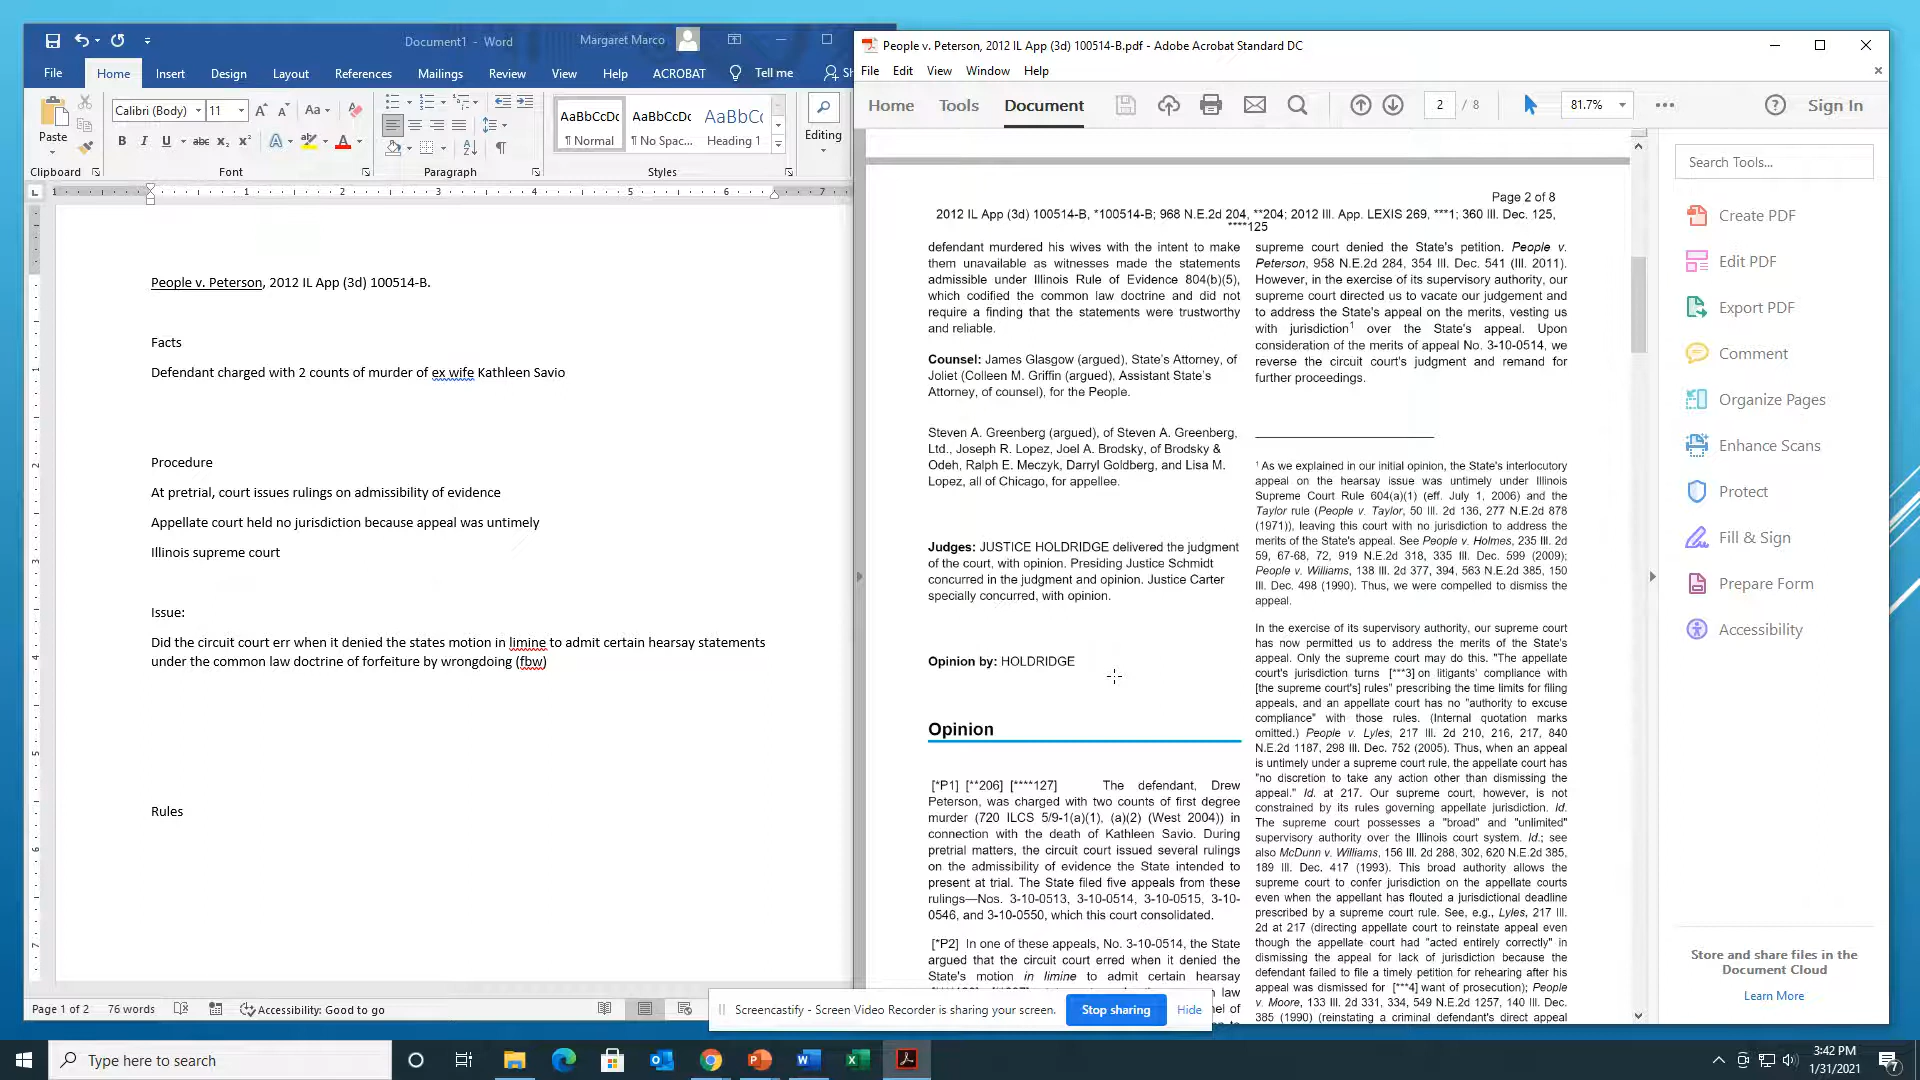 Document1 - Word
Margaret Marco
File Home Insert Design Layout References Mailings Review View Help ACROBAT Tell me
Calibri (Body) 11
Paste
Editing
AaBbCcDc AaBbCcDc AaBbCc
¶ Normal ¶ No Spac... Heading 1
Clipboard Font Paragraph Styles
People v. Peterson, 2012 IL App (3d) 100514-B.
Facts
Defendant charged with 2 counts of murder of ex wife Kathleen Savio
Procedure
At pretrial, court issues rulings on admissibility of evidence
Appellate court held no jurisdiction because appeal was untimely
Illinois supreme court
Issue:
Did the circuit court err when it denied the states motion in limine to admit certain hearsay statements
under the common law doctrine of forfeiture by wrongdoing (fbw)
Rules
Page 1 of 2 76 words Accessibility: Good to go
People v. Peterson, 2012 IL App (3d) 100514-B.pdf - Adobe Acrobat Standard DC
File Edit View Window Help
Home Tools Document 2 / 8 81.7% Sign In
Page 2 of 8
2012 IL App (3d) 100514-B, *100514-B; 968 N.E.2d 204, **204; 2012 Ill. App. LEXIS 269, ***1; 360 Ill. Dec. 125,
****125
defendant murdered his wives with the intent to make
them unavailable as witnesses made the statements
admissible under Illinois Rule of Evidence 804(b)(5),
which codified the common law doctrine and did not
require a finding that the statements were trustworthy
and reliable.
Counsel: James Glasgow (argued), State's Attorney, of
Joliet (Colleen M. Griffin (argued), Assistant State's
Attorney, of counsel), for the People.
Steven A. Greenberg (argued), of Steven A. Greenberg,
Ltd., Joseph R. Lopez, Joel A. Brodsky, of Brodsky &
Odeh, Ralph E. Meczyk, Darryl Goldberg, and Lisa M.
Lopez, all of Chicago, for appellee.
Judges: JUSTICE HOLDRIDGE delivered the judgment
of the court, with opinion. Presiding Justice Schmidt
concurred in the judgment and opinion. Justice Carter
specially concurred, with opinion.
Opinion by: HOLDRIDGE
Opinion
[*P1] [**206] [****127] The defendant, Drew
Peterson, was charged with two counts of first degree
murder (720 ILCS 5/9-1(a)(1), (a)(2) (West 2004)) in
connection with the death of Kathleen Savio. During
pretrial matters, the circuit court issued several rulings
on the admissibility of evidence the State intended to
present at trial. The State filed five appeals from these
rulings—Nos. 3-10-0513, 3-10-0514, 3-10-0515, 3-10-
0546, and 3-10-0550, which this court consolidated.
[*P2] In one of these appeals, No. 3-10-0514, the State
argued that the circuit court erred when it denied the
State's motion in limine to admit certain hearsay
supreme court denied the State's petition. People v.
Peterson, 958 N.E.2d 284, 354 Ill. Dec. 541 (Ill. 2011).
However, in the exercise of its supervisory authority, our
supreme court directed us to vacate our judgement and
to address the State's appeal on the merits, vesting us
with jurisdiction1 over the State's appeal. Upon
consideration of the merits of appeal No. 3-10-0514, we
reverse the circuit court's judgment and remand for
further proceedings.
1 As we explained in our initial opinion, the State's interlocutory
appeal on the hearsay issue was untimely under Illinois
Supreme Court Rule 604(a)(1) (eff. July 1, 2006) and the
Taylor rule (People v. Taylor, 50 Ill. 2d 136, 277 N.E.2d 878
(1971)), leaving this court with no jurisdiction to address the
merits of the State's appeal. See People v. Holmes, 235 Ill. 2d
59, 67-68, 72, 919 N.E.2d 318, 335 Ill. Dec. 599 (2009);
People v. Williams, 138 Ill. 2d 377, 394, 563 N.E.2d 385, 150
Ill. Dec. 498 (1990). Thus, we were compelled to dismiss the
appeal.
In the exercise of its supervisory authority, our supreme court
has now permitted us to address the merits of the State's
appeal. Only the supreme court may do this. "The appellate
court's jurisdiction turns [***3] on litigants' compliance with
[the supreme court's] rules" prescribing the time limits for filing
appeals, and an appellate court has no "authority to excuse
compliance" with those rules. (Internal quotation marks
omitted.) People v. Lyles, 217 Ill. 2d 210, 216, 217, 840
N.E.2d 1187, 298 Ill. Dec. 752 (2005). Thus, when an appeal
is untimely under a supreme court rule, the appellate court has
"no discretion to take any action other than dismissing the
appeal." Id. at 217. Our supreme court, however, is not
constrained by its rules governing appellate jurisdiction. Id.
The supreme court possesses a "broad" and "unlimited"
supervisory authority over the Illinois court system. Id.; see
also McDunn v. Williams, 156 Ill. 2d 288, 302, 620 N.E.2d 385,
189 Ill. Dec. 417 (1993). This broad authority allows the
supreme court to confer jurisdiction on the appellate courts
even when the appellant has flouted a jurisdictional deadline
prescribed by a supreme court rule. See, e.g., Lyles, 217 Ill.
2d at 217 (directing appellate court to reinstate appeal even
though the appellate court had "acted entirely correctly" in
dismissing the appeal for lack of jurisdiction because the
defendant failed to file a timely petition for rehearing after his
appeal was dismissed for [***4] want of prosecution); People
v. Moore, 133 Ill. 2d 331, 334, 549 N.E.2d 1257, 140 Ill. Dec.
385 (1990) (reinstating a criminal defendant's direct appeal
Search Tools...
Create PDF
Edit PDF
Export PDF
Comment
Organize Pages
Enhance Scans
Protect
Fill & Sign
Prepare Form
Accessibility
Store and share files in the
Document Cloud
Learn More
Screencastify - Screen Video Recorder is sharing your screen. Stop sharing Hide
Type here to search
3:42 PM
1/31/2021
7